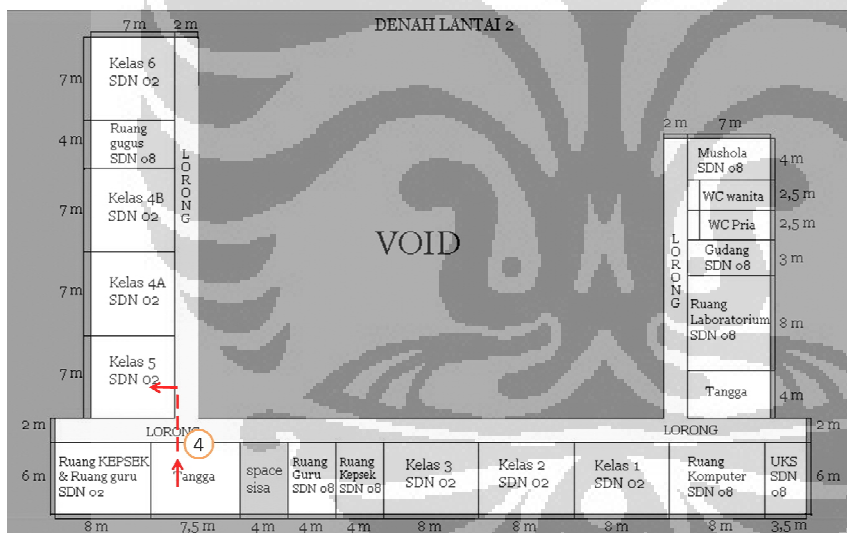 DENAH LANTAI 2
7 m
2 m
Kelas 6
SDN 02
7 m
Ruang
gugus
SDN 08
4 m
Kelas 4B
SDN 02
7 m
Kelas 4A
SDN 02
7 m
Kelas 5
SDN 02
7 m
LORONG
VOID
2 m
7 m
Mushola
SDN 08
4 m
WC wanita
2,5 m
WC Pria
2,5 m
Gudang
SDN 08
3 m
Ruang
Laboratorium
SDN 08
8 m
Tangga
4 m
LORONG
2 m
LORONG
4
LORONG
2 m
6 m
Ruang KEPSEK
& Ruang guru
SDN 02
Tangga
space
sisa
Ruang
Guru
SDN 08
Ruang
Kepsek
SDN 08
Kelas 3
SDN 02
Kelas 2
SDN 02
Kelas 1
SDN 02
Ruang
Komputer
SDN 08
UKS
SDN
08
6 m
8 m
7,5 m
4 m
4 m
4 m
8 m
8 m
8 m
8 m
3,5 m